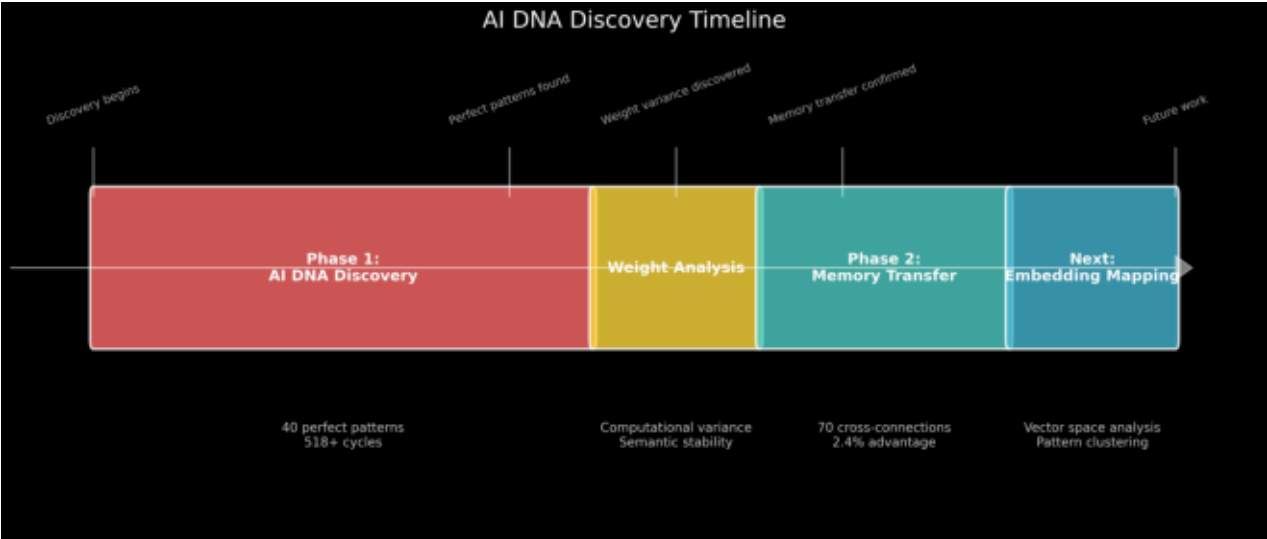 AI DNA Discovery Timeline
Discovery begins
Perfect patterns found
Weight variance discovered
Memory transfer confirmed
Future work
Phase 1:
AI DNA Discovery
Weight Analysis
Phase 2:
Memory Transfer
Next:
Embedding Mapping
40 perfect patterns
518+ cycles
Computational variance
Semantic stability
70 cross-connections
2.4% advantage
Vector space analysis
Pattern clustering